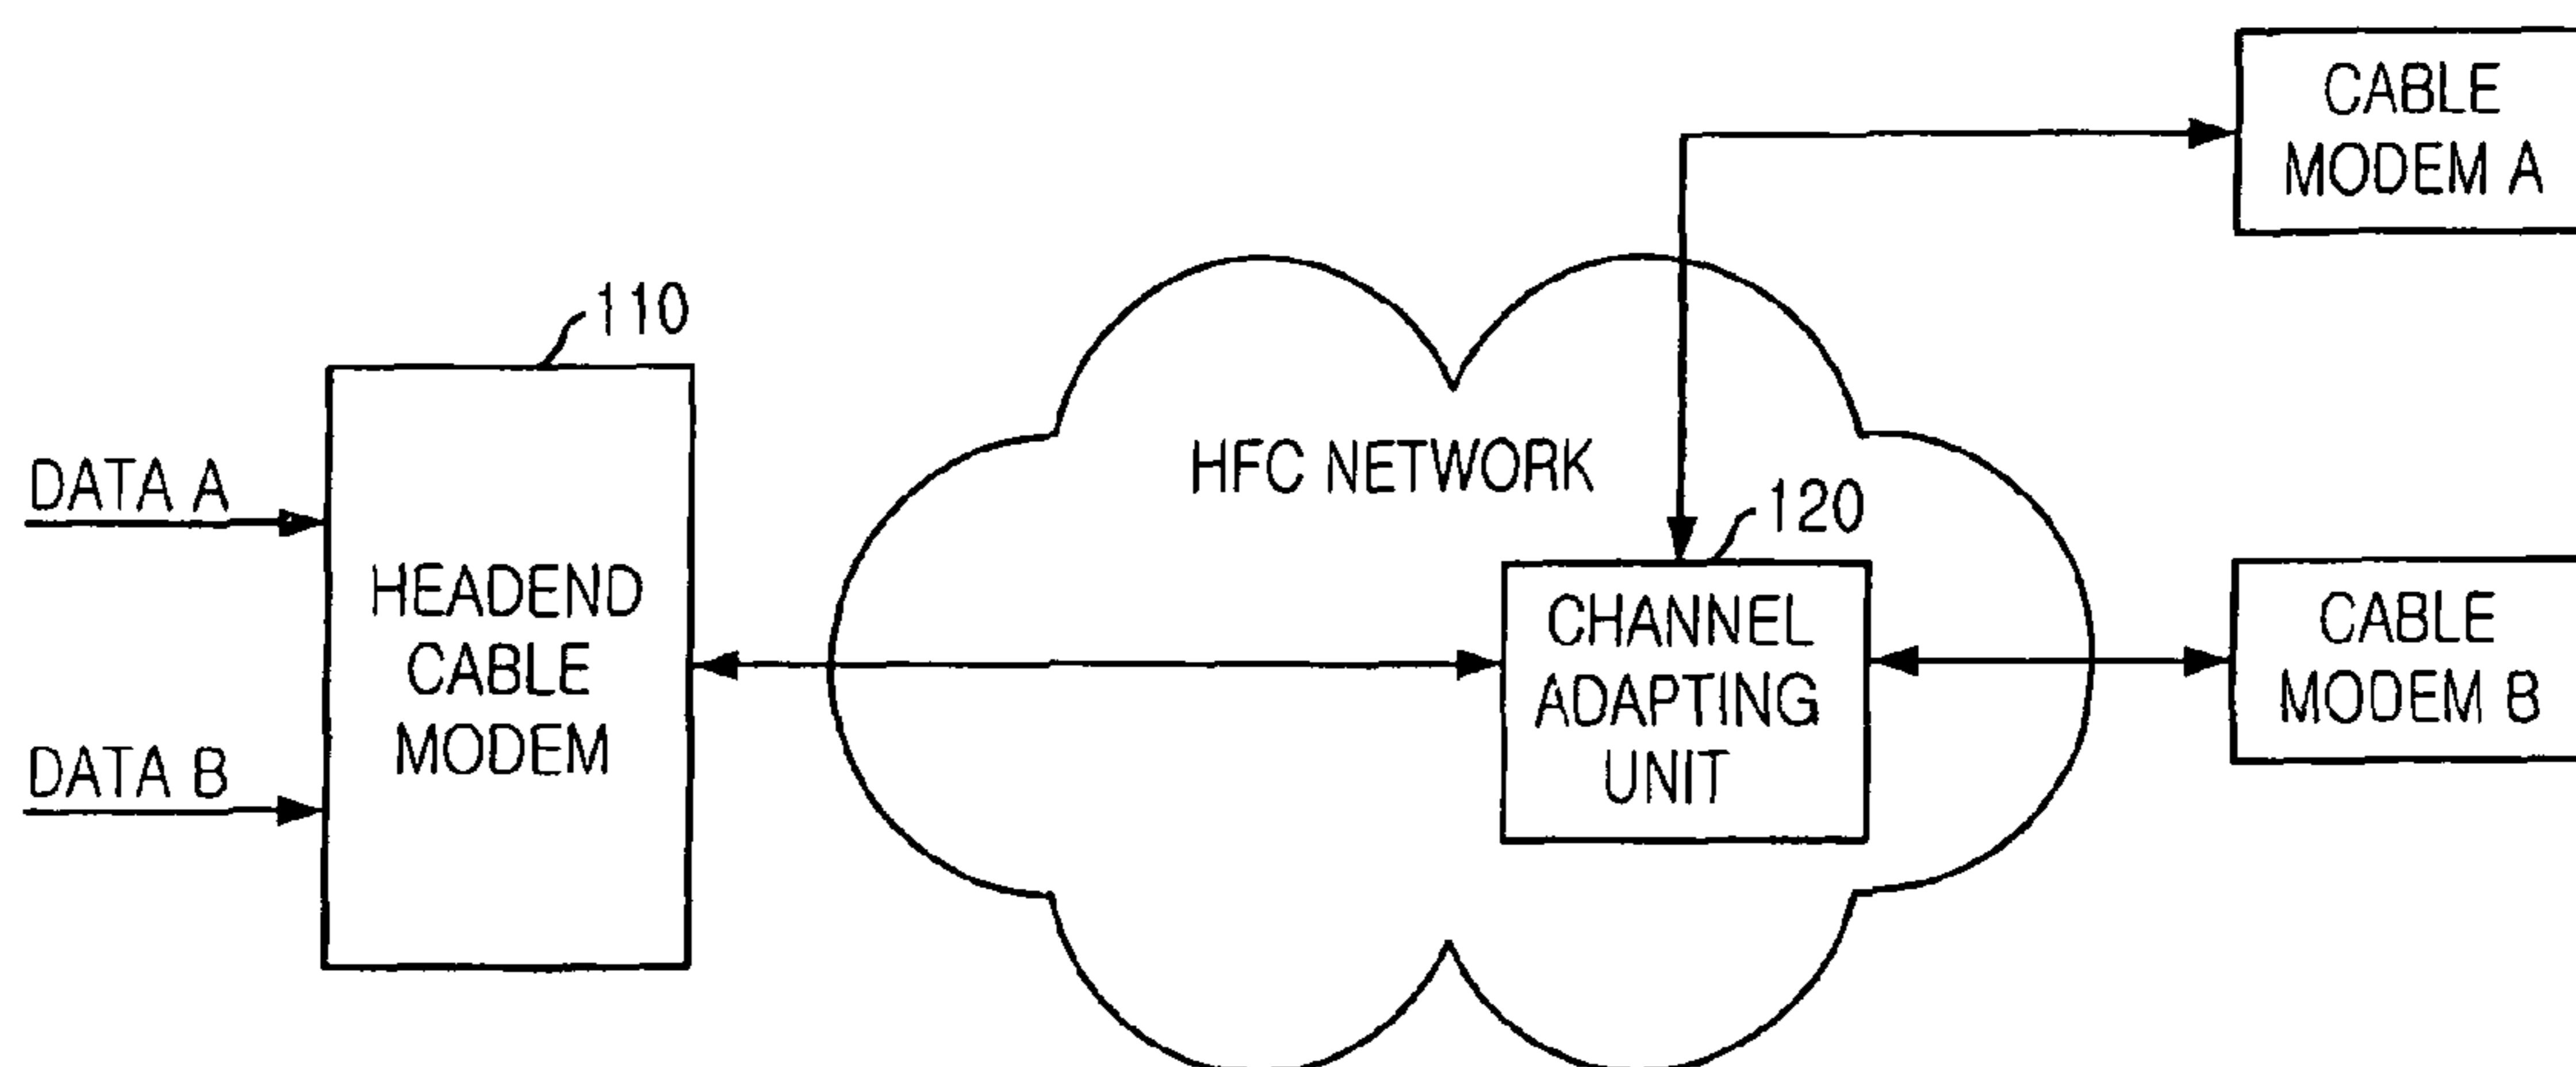 CABLE
MODEM A
110
DATA A
HEADEND
CABLE
MODEM
DATA B
HFC NETWORK
120
CHANNEL
ADAPTING
UNIT
CABLE
MODEM B